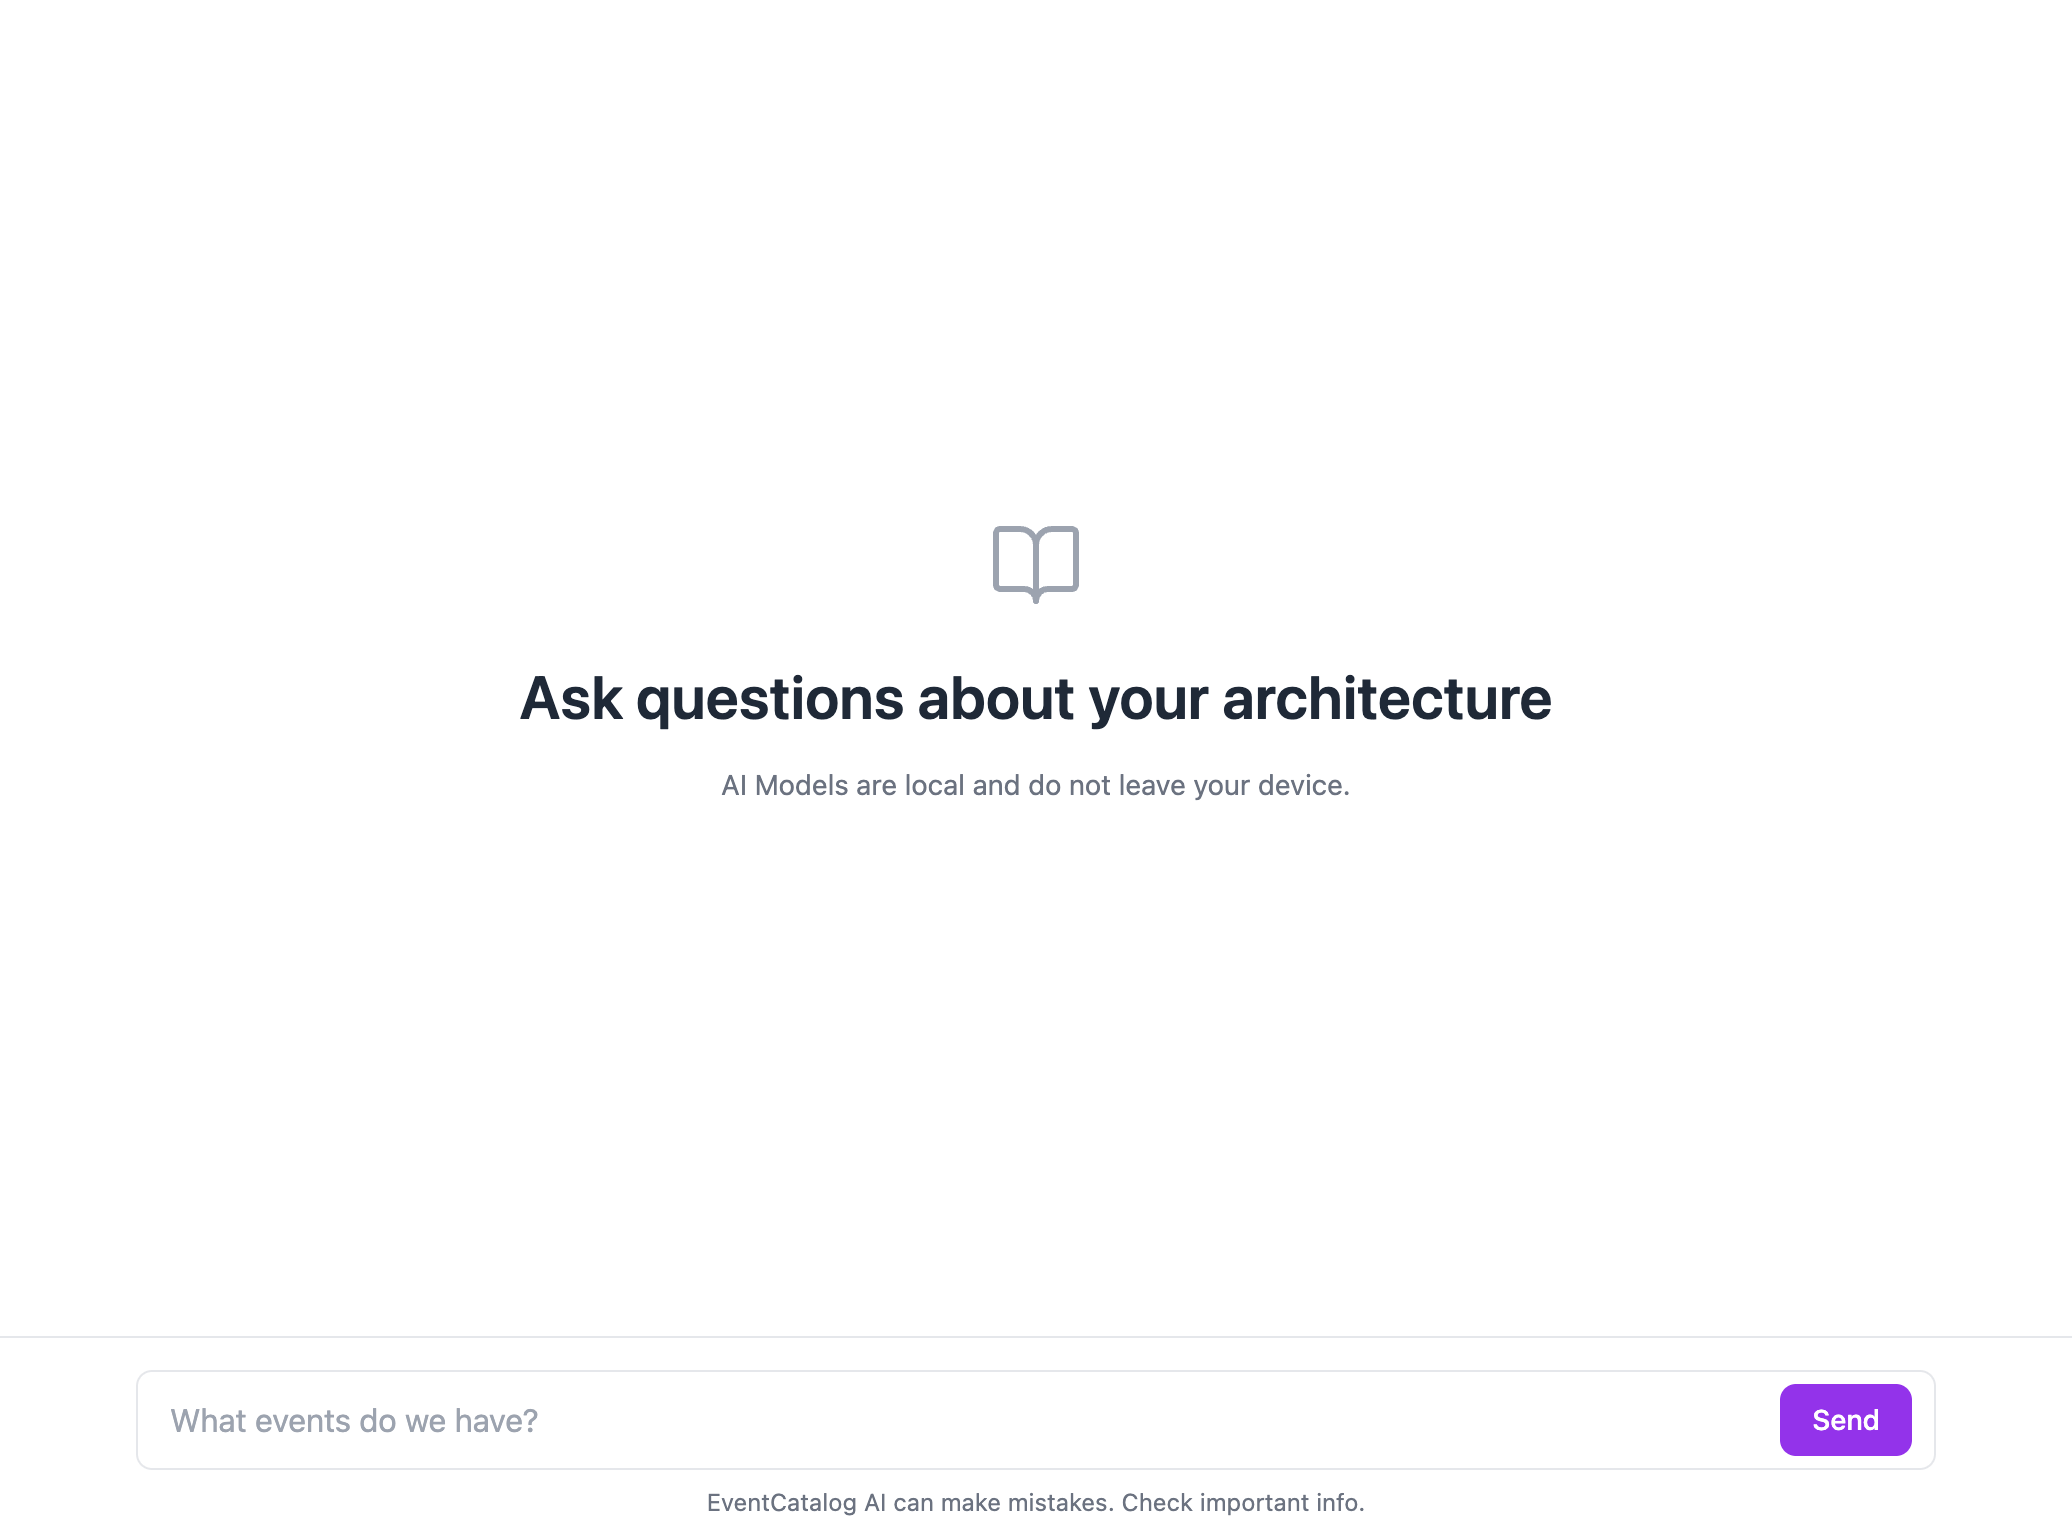 Ask questions about your architecture
AI Models are local and do not leave your device.
What events do we have?
Send
EventCatalog AI can make mistakes. Check important info.